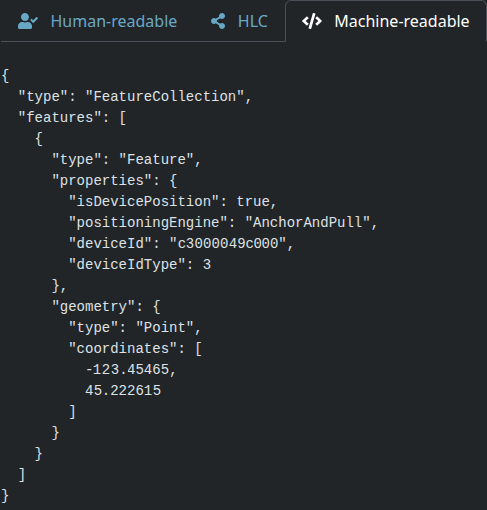 Human-readable HLC Machine-readable
{
  "type": "FeatureCollection",
  "features": [
    {
      "type": "Feature",
      "properties": {
        "isDevicePosition": true,
        "positioningEngine": "AnchorAndPull",
        "deviceId": "c3000049c000",
        "deviceIdType": 3
      },
      "geometry": {
        "type": "Point",
        "coordinates": [
          -123.45465,
          45.222615
        ]
      }
    }
  ]
}